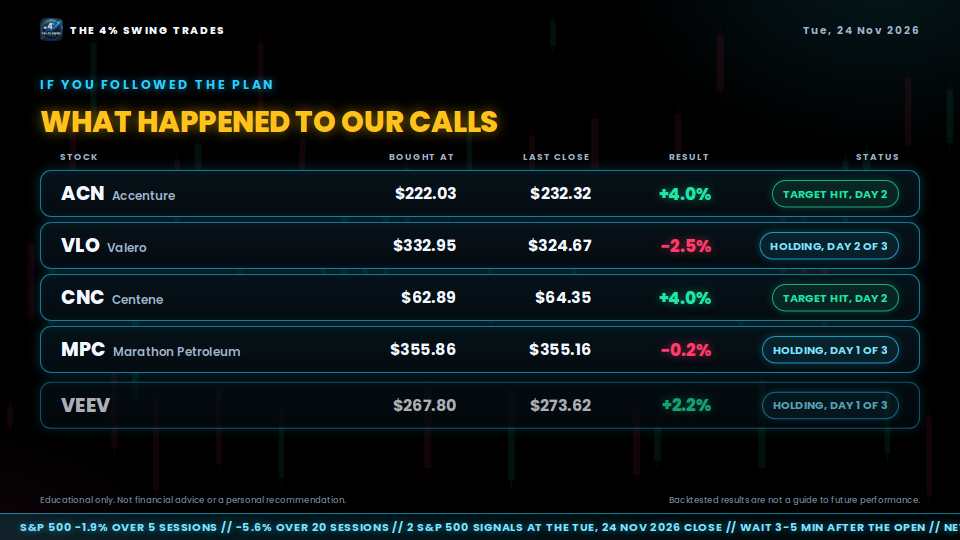 THE 4% SWING TRADES
Tue, 24 Nov 2026
IF YOU FOLLOWED THE PLAN
WHAT HAPPENED TO OUR CALLS
STOCK BOUGHT AT LAST CLOSE RESULT STATUS
ACN Accenture $222.03 $232.32 +4.0% TARGET HIT, DAY 2
VLO Valero $332.95 $324.67 -2.5% HOLDING, DAY 2 OF 3
CNC Centene $62.89 $64.35 +4.0% TARGET HIT, DAY 2
MPC Marathon Petroleum $355.86 $355.16 -0.2% HOLDING, DAY 1 OF 3
VEEV $267.80 $273.62 +2.2% HOLDING, DAY 1 OF 3
Educational only. Not financial advice or a personal recommendation.
Backtested results are not a guide to future performance.
S&P 500 -1.9% OVER 5 SESSIONS // -5.6% OVER 20 SESSIONS // 2 S&P 500 SIGNALS AT THE TUE, 24 NOV 2026 CLOSE // WAIT 3-5 MIN AFTER THE OPEN //